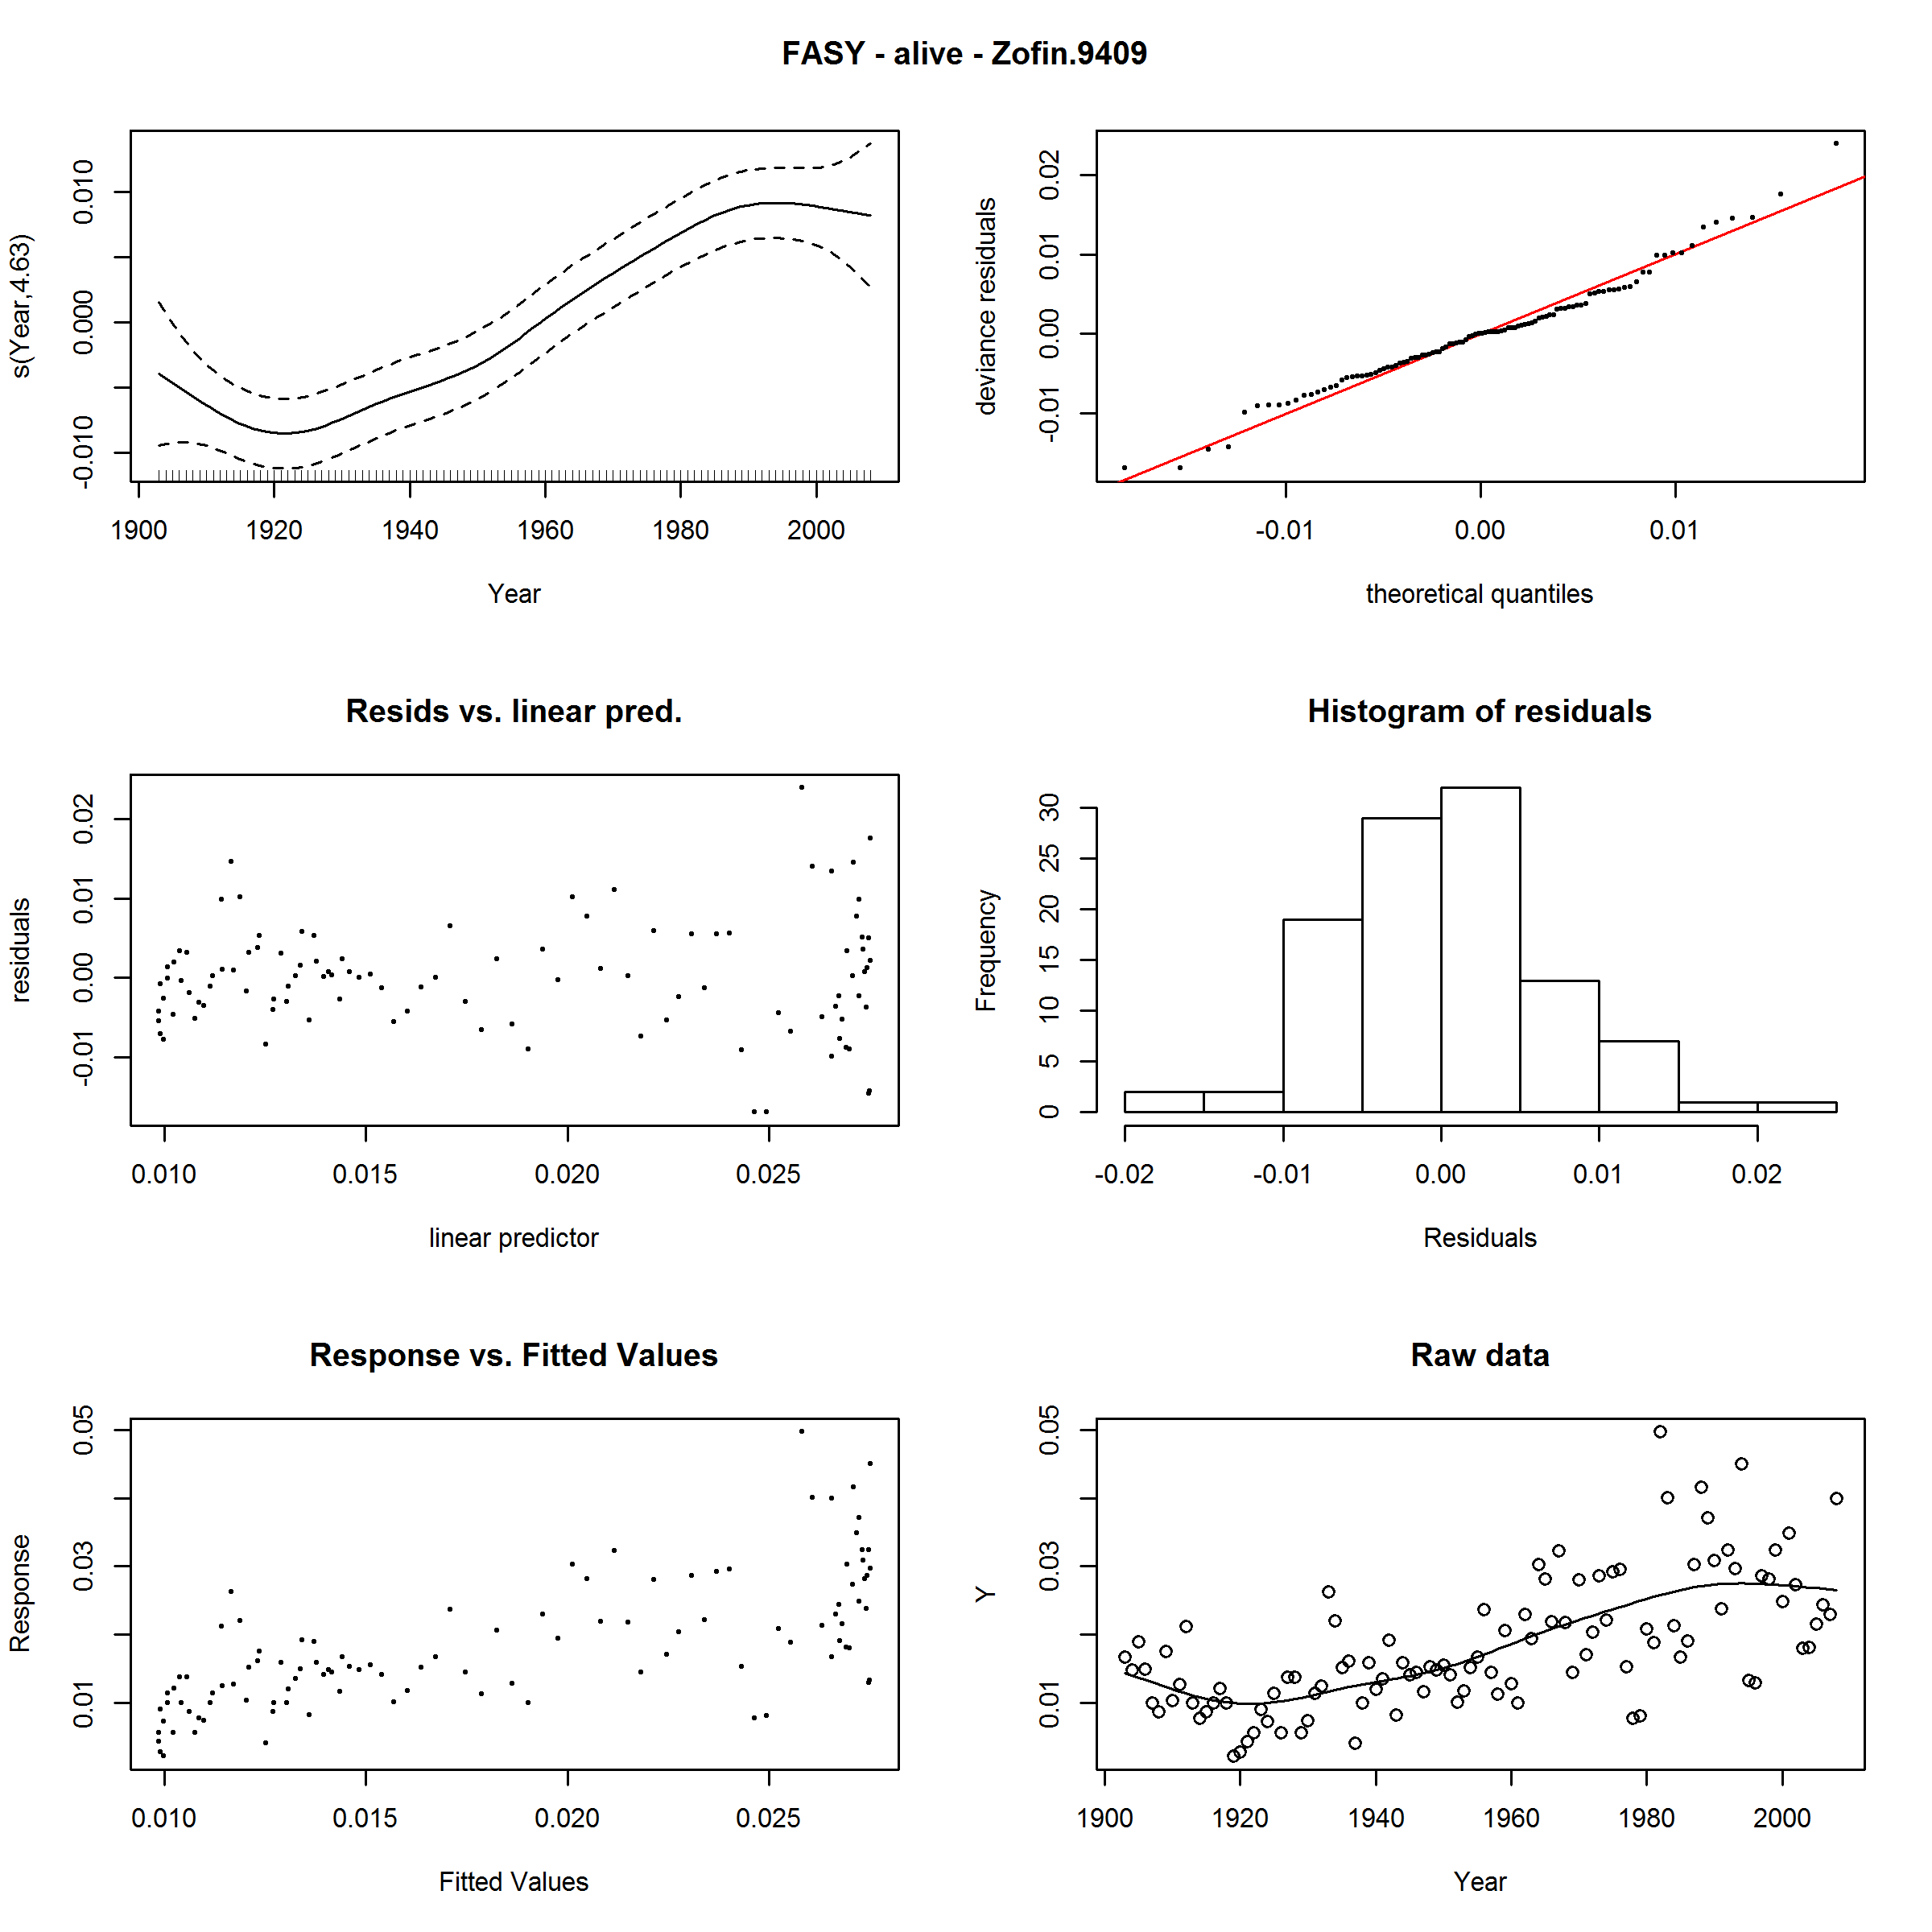 FASY - alive - Zofin.9409
s(Year,4.63)
-0.010 0.000 0.010
1900 1920 1940 1960 1980 2000
Year
deviance residuals
-0.01 0.00 0.01 0.02
-0.01 0.00 0.01
theoretical quantiles
Resids vs. linear pred.
residuals
-0.01 0.00 0.01 0.02
0.010 0.015 0.020 0.025
linear predictor
Histogram of residuals
Frequency
0 5 10 15 20 25 30
-0.02 -0.01 0.00 0.01 0.02
Residuals
Response vs. Fitted Values
Response
0.01 0.03 0.05
0.010 0.015 0.020 0.025
Fitted Values
Raw data
Y
0.01 0.03 0.05
1900 1920 1940 1960 1980 2000
Year